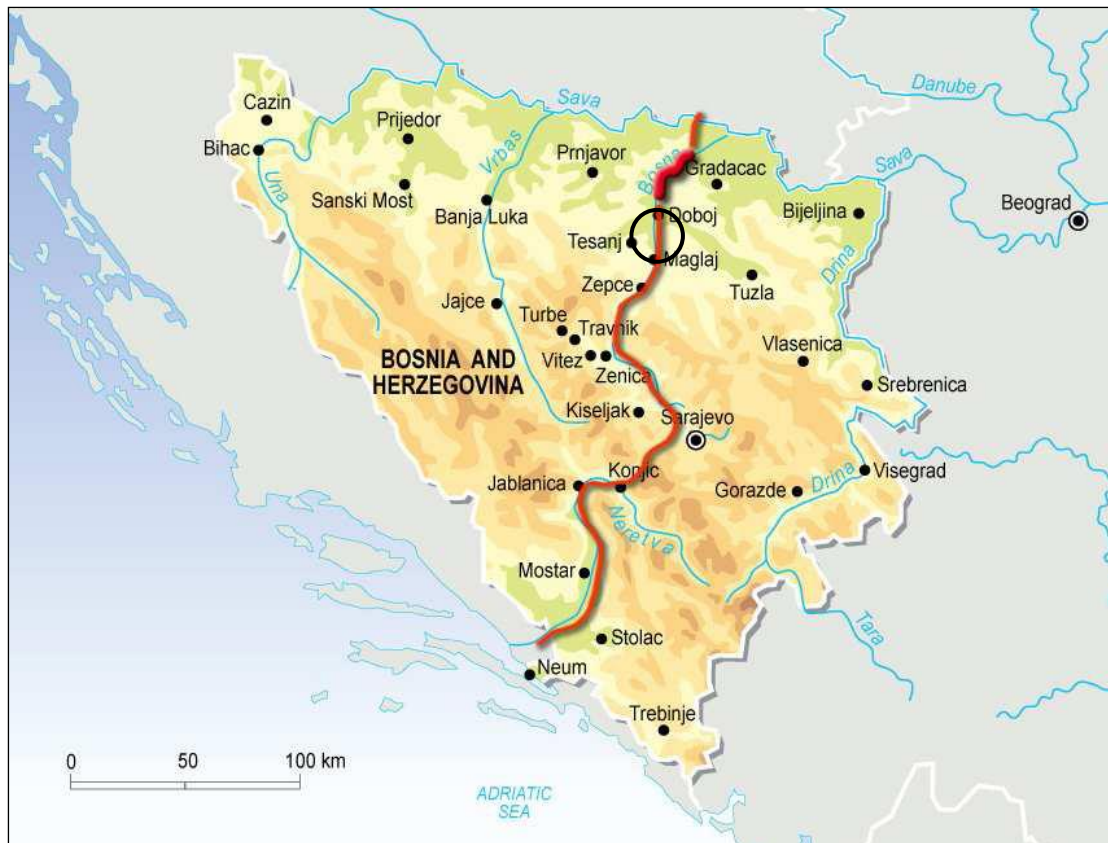 Danube
Cazin
Sava
Prijedor
Vrbas
Bihac
Prnjavor
Bosna
Gradacac
Sava
Una
Sanski Most
Banja Luka
Doboj
Bijeljina
Beograd
Tesanj
Maglaj
Drina
Zepce
Tuzla
Jajce
Turbe
Travnik
BOSNIA AND
HERZEGOVINA
Vitez
Zenica
Vlasenica
Srebrenica
Kiseljak
Sarajevo
Konjic
Jablanica
Gorazde
Drina
Visegrad
Neretva
Mostar
Stolac
Tara
Neum
Trebinje
0 50 100 km
ADRIATIC
SEA